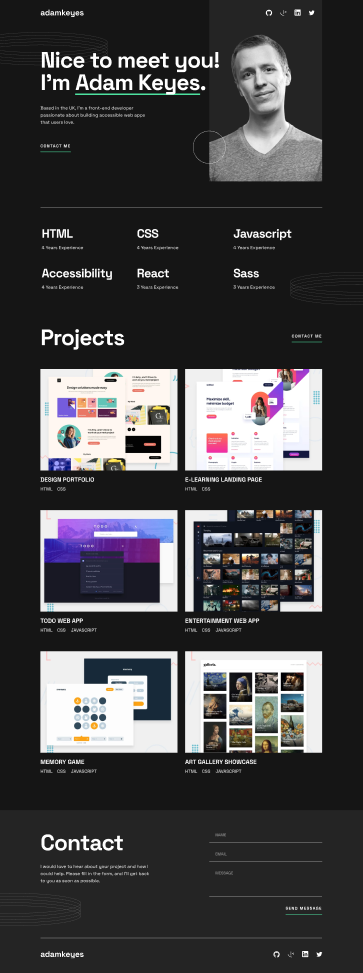 adamkeyes
Nice to meet you!
I'm Adam Keyes.
Based in the UK, I'm a front-end developer
passionate about building accessible web apps
that users love.
CONTACT ME
HTML
4 Years Experience
CSS
4 Years Experience
Javascript
4 Years Experience
Accessibility
4 Years Experience
React
3 Years Experience
Sass
3 Years Experience
Projects
CONTACT ME
DESIGN PORTFOLIO
HTML CSS
E-LEARNING LANDING PAGE
HTML CSS
TODO
TODO
TODO WEB APP
HTML CSS JAVASCRIPT
ENTERTAINMENT WEB APP
HTML CSS JAVASCRIPT
MEMORY GAME
HTML CSS JAVASCRIPT
galleria.
ART GALLERY SHOWCASE
HTML CSS JAVASCRIPT
Contact
I would love to hear about your project and how I
could help. Please fill in the form, and I'll get back
to you as soon as possible.
NAME
EMAIL
MESSAGE
SEND MESSAGE
adamkeyes